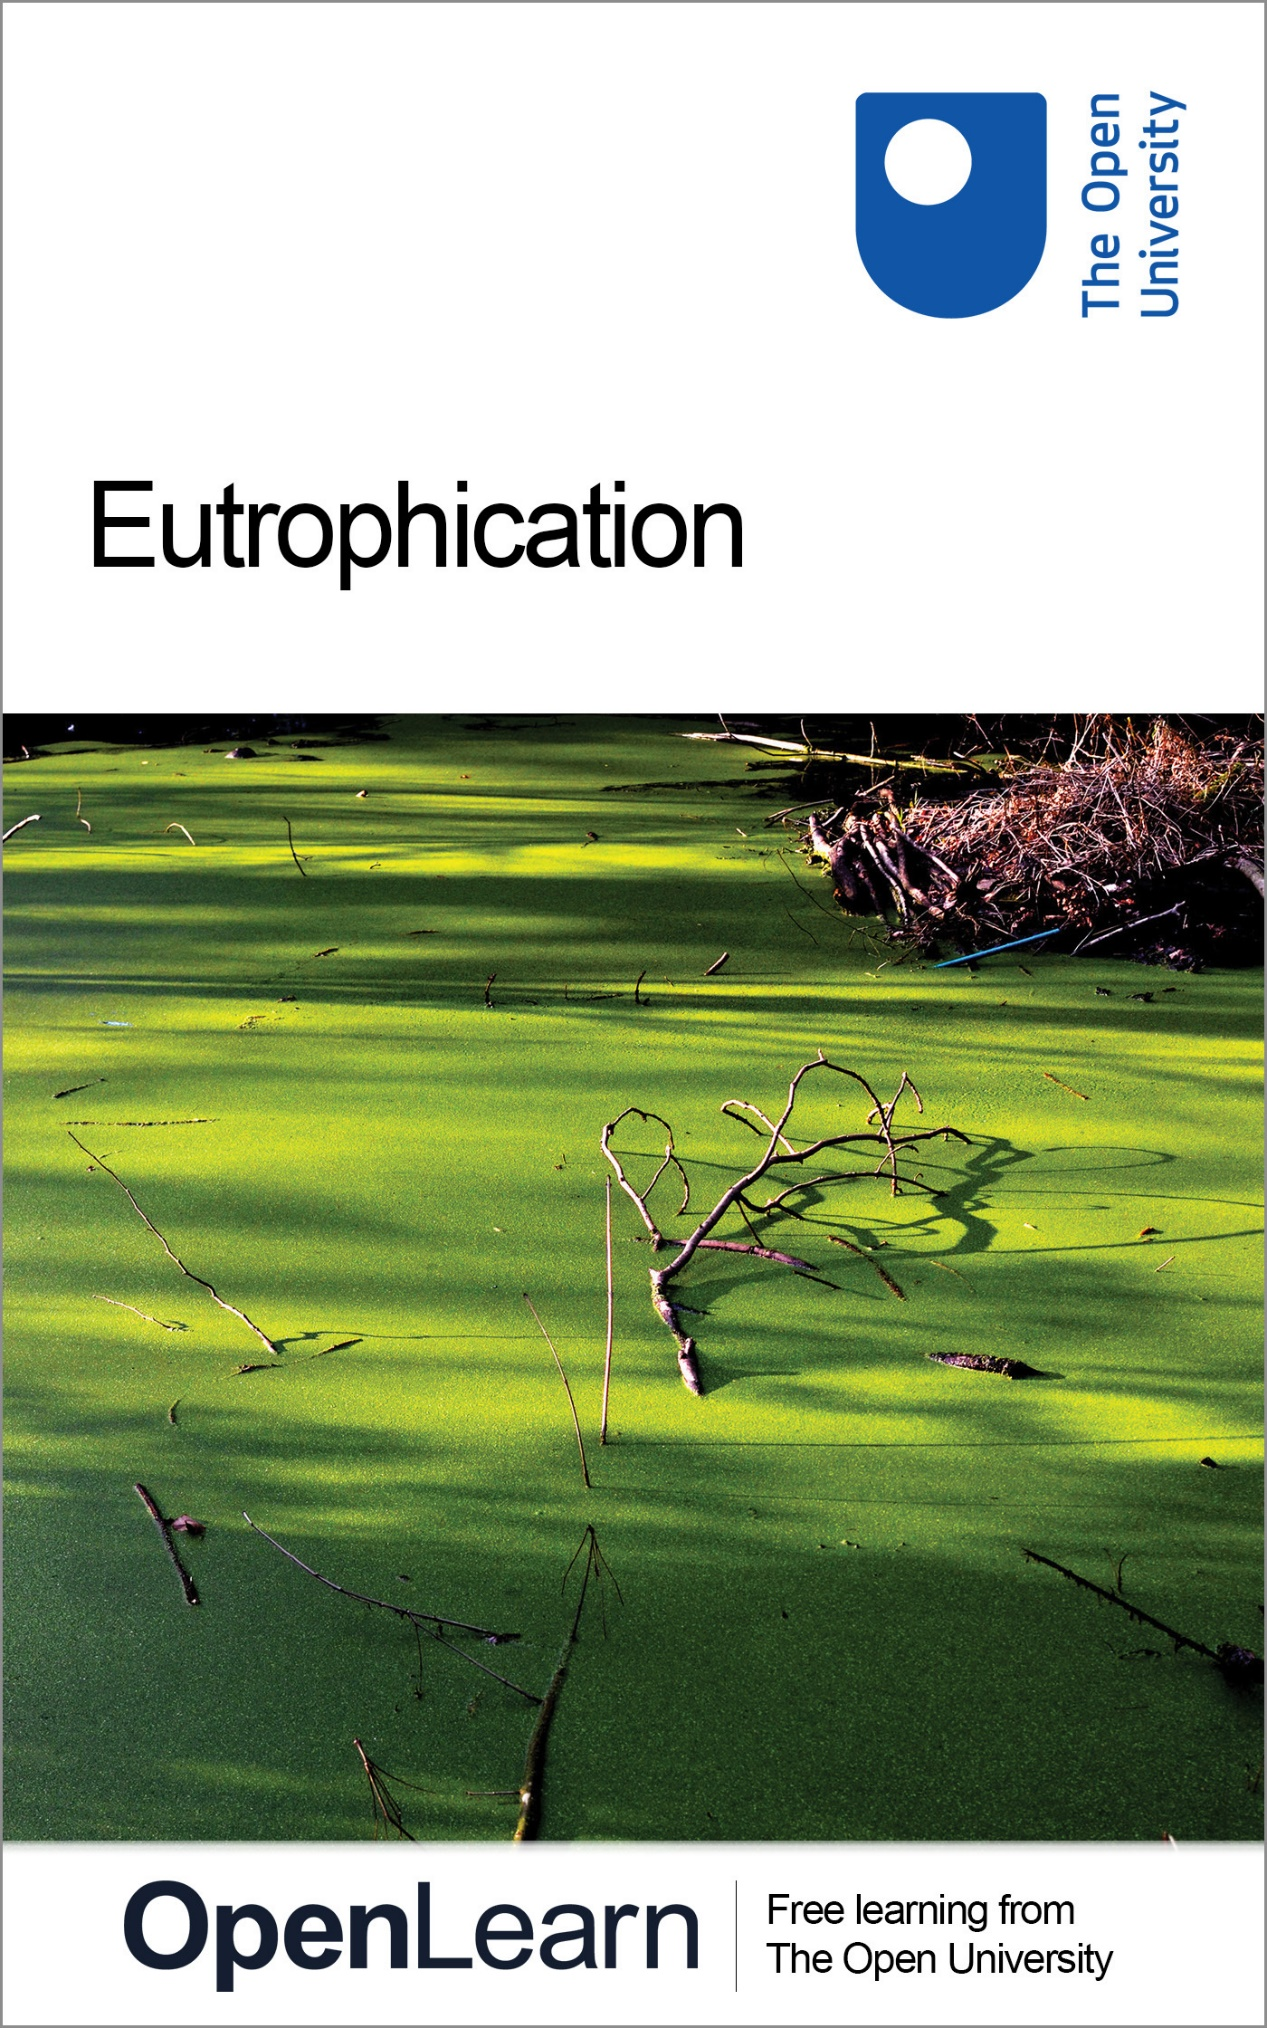 The Open
University
Eutrophication
OpenLearn
Free learning from
The Open University